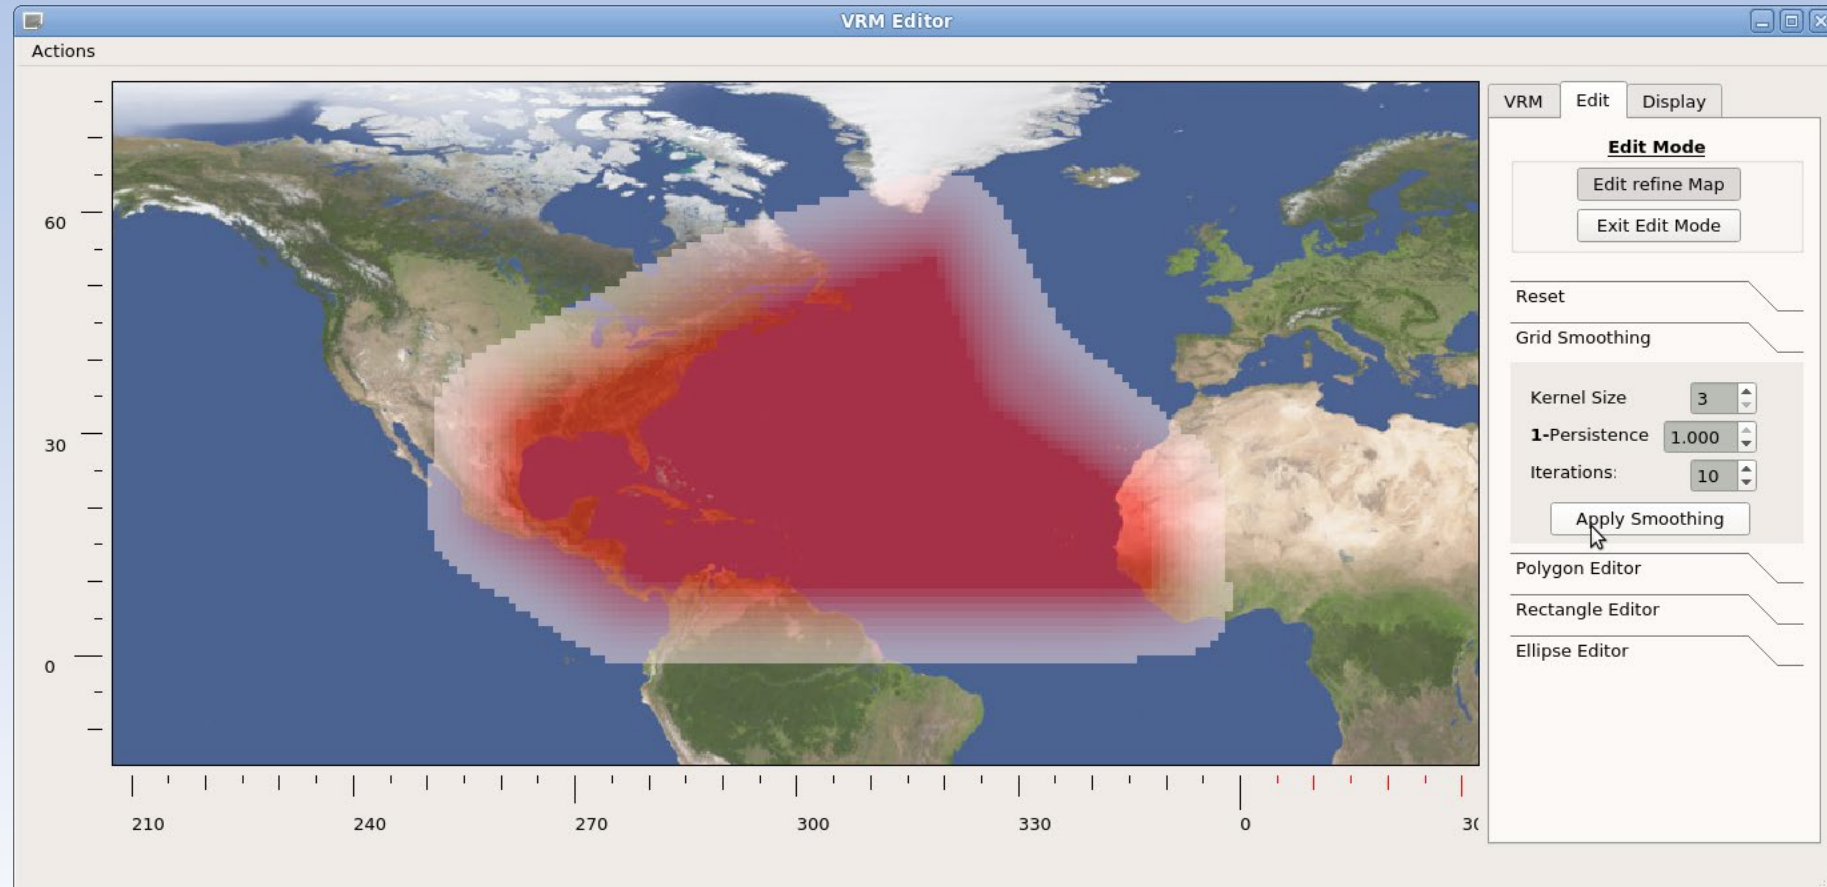 VRM Editor
Actions
VRM Edit Display
Edit Mode
Edit refine Map
Exit Edit Mode
Reset
Grid Smoothing
Kernel Size 3
1-Persistence 1.000
Iterations: 10
Apply Smoothing
Polygon Editor
Rectangle Editor
Ellipse Editor
60
30
0
210 240 270 300 330 0